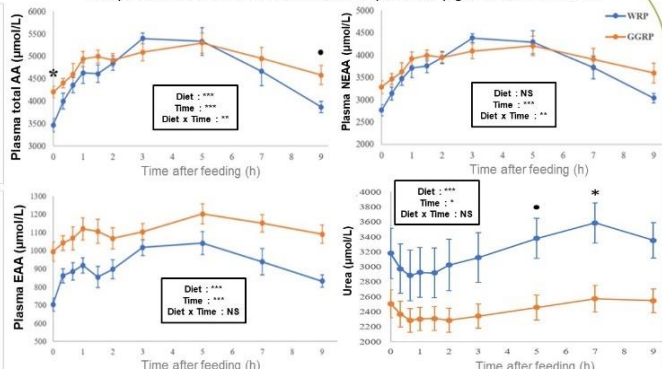 WRP
GGRP
Plasma total AA (µmol/L)
6000
5500
5000
4500
4000
3500
3000
*
•
Diet : ***
Time : ***
Diet x Time : **
0 1 2 3 4 5 6 7 8 9
Time after feeding (h)
Plasma NEAA (µmol/L)
5000
4500
4000
3500
3000
2500
2000
Diet : NS
Time : ***
Diet x Time : **
0 1 2 3 4 5 6 7 8 9
Time after feeding (h)
Plasma EAA (µmol/L)
1300
1200
1100
1000
900
800
700
600
500
Diet : ***
Time : ***
Diet x Time : NS
0 1 2 3 4 5 6 7 8 9
Time after feeding (h)
Urea (µmol/L)
4000
3800
3600
3400
3200
3000
2800
2600
2400
2200
2000
Diet : ***
Time : *
Diet x Time : NS
•
*
0 1 2 3 4 5 6 7 8 9
Time after feeding (h)